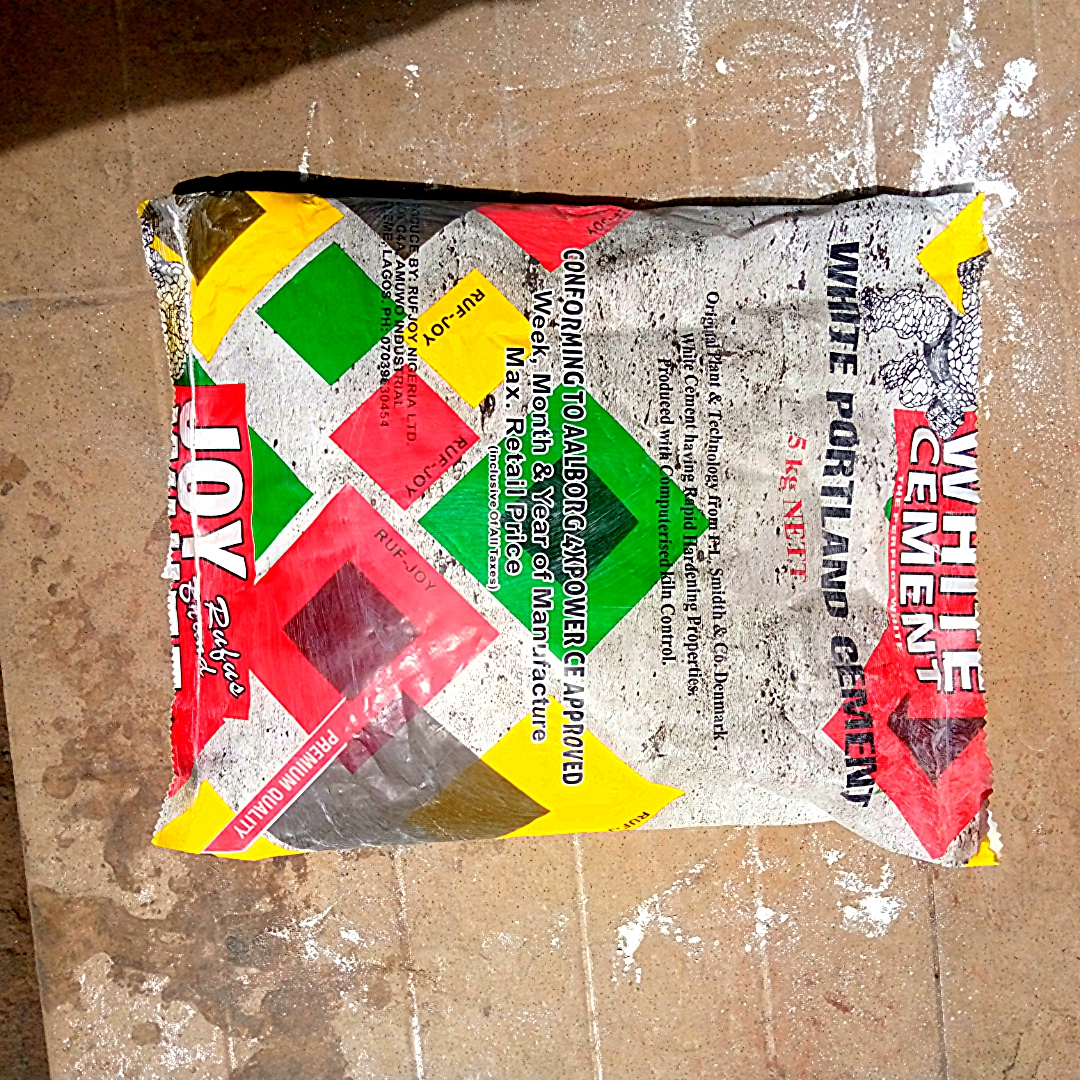 WHITE
CEMENT
WHITE PORTLAND CEMENT
5 kg NETT
Original Plant & Technology from F.L. Smidth & Co. Denmark.
White Cement having Rapid Hardening Properties.
Produced with Computerised Kiln Control.
CONFORMING TO AALBORG 4XPOWER CE APPROVED
Week, Month & Year of Manufacture
Max. Retail Price
(inclusive Of All Taxes)
RUF-JOY
RUF-JOY
RUF-JOY
BY: RUFJOY NIGERIA LTD.
AMUWO INDUSTRIAL
LAGOS. PH:
PREMIUM QUALITY
JOY
Rufus
Brand